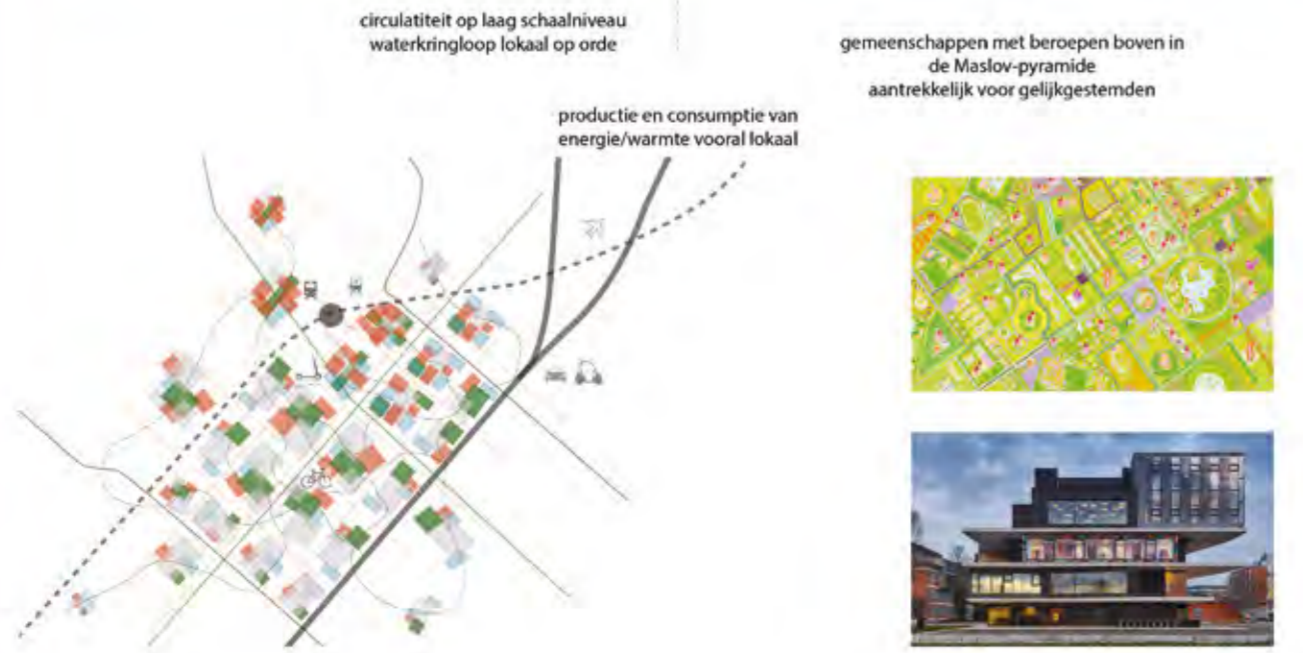 circulatiteit op laag schaalniveau
waterkringloop lokaal op orde
gemeenschappen met beroepen boven in
de Maslov-pyramide
aantrekkelijk voor gelijkgestemden
productie en consumptie van
energie/warmte vooral lokaal